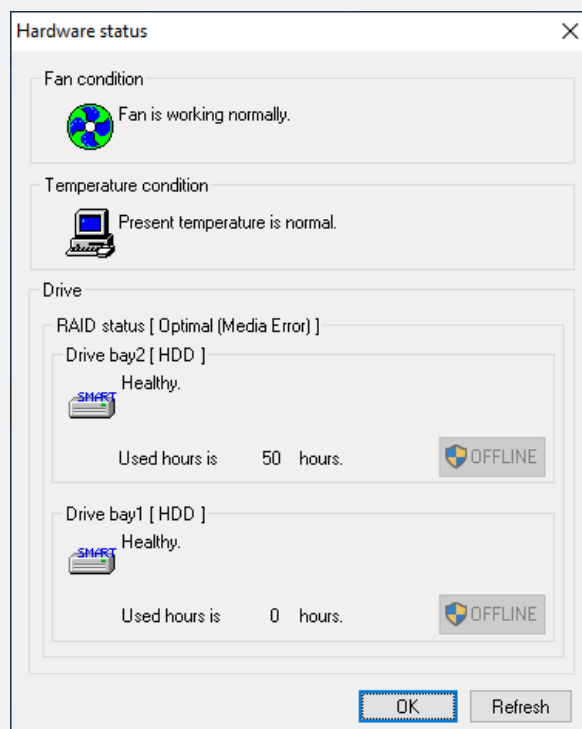 Hardware status
Fan condition
Fan is working normally.
Temperature condition
Present temperature is normal.
Drive
RAID status [ Optimal (Media Error) ]
Drive bay2 [ HDD ]
SMART
Healthy.
Used hours is 50 hours.
OFFLINE
Drive bay1 [ HDD ]
SMART
Healthy.
Used hours is 0 hours.
OFFLINE
OK Refresh